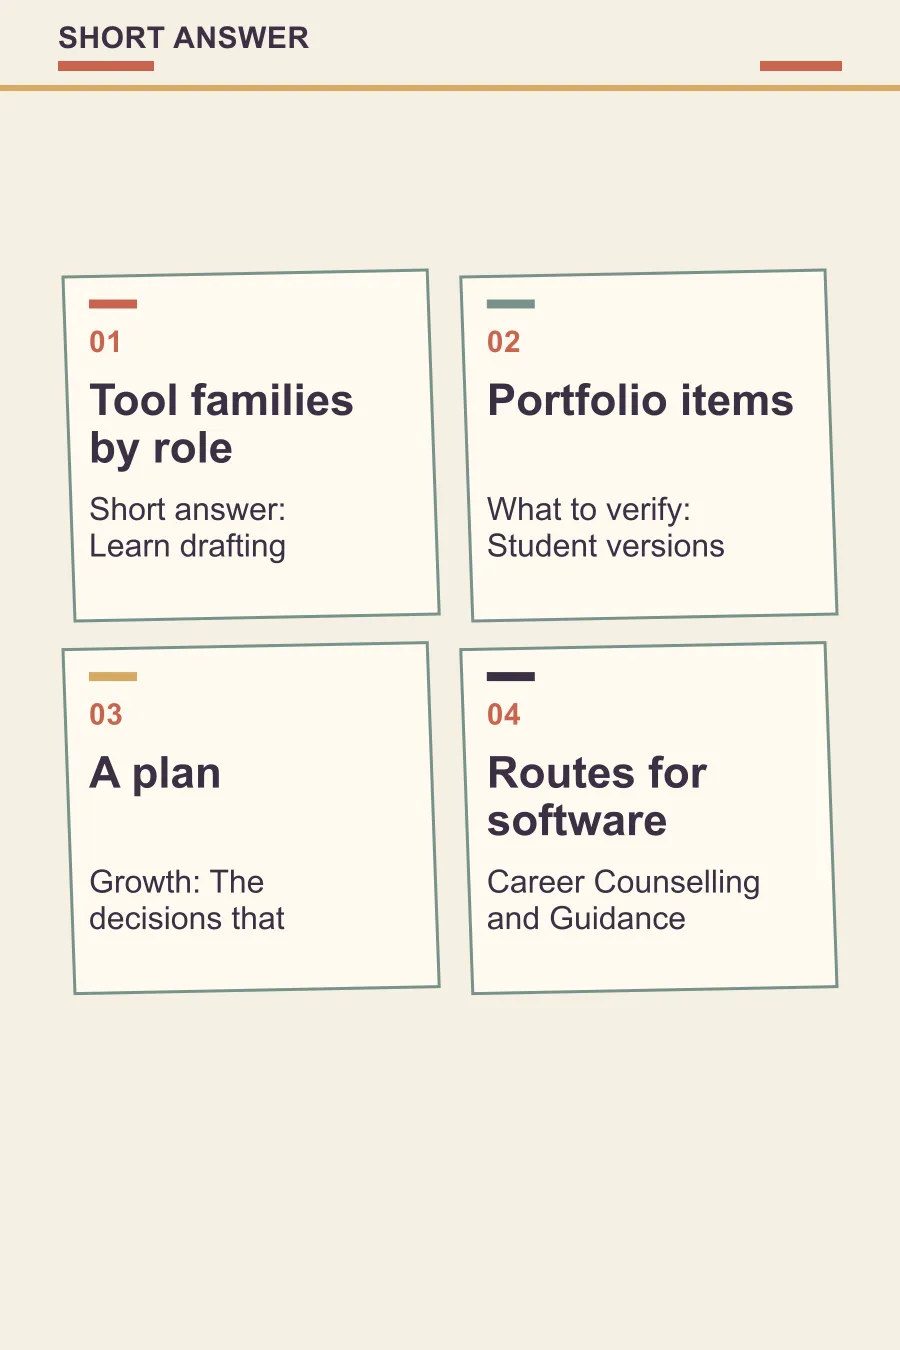 SHORT ANSWER
01
Tool families
by role
Short answer:
Learn drafting
02
Portfolio items
What to verify:
Student versions
03
A plan
Growth: The
decisions that
04
Routes for
software
Career Counselling
and Guidance